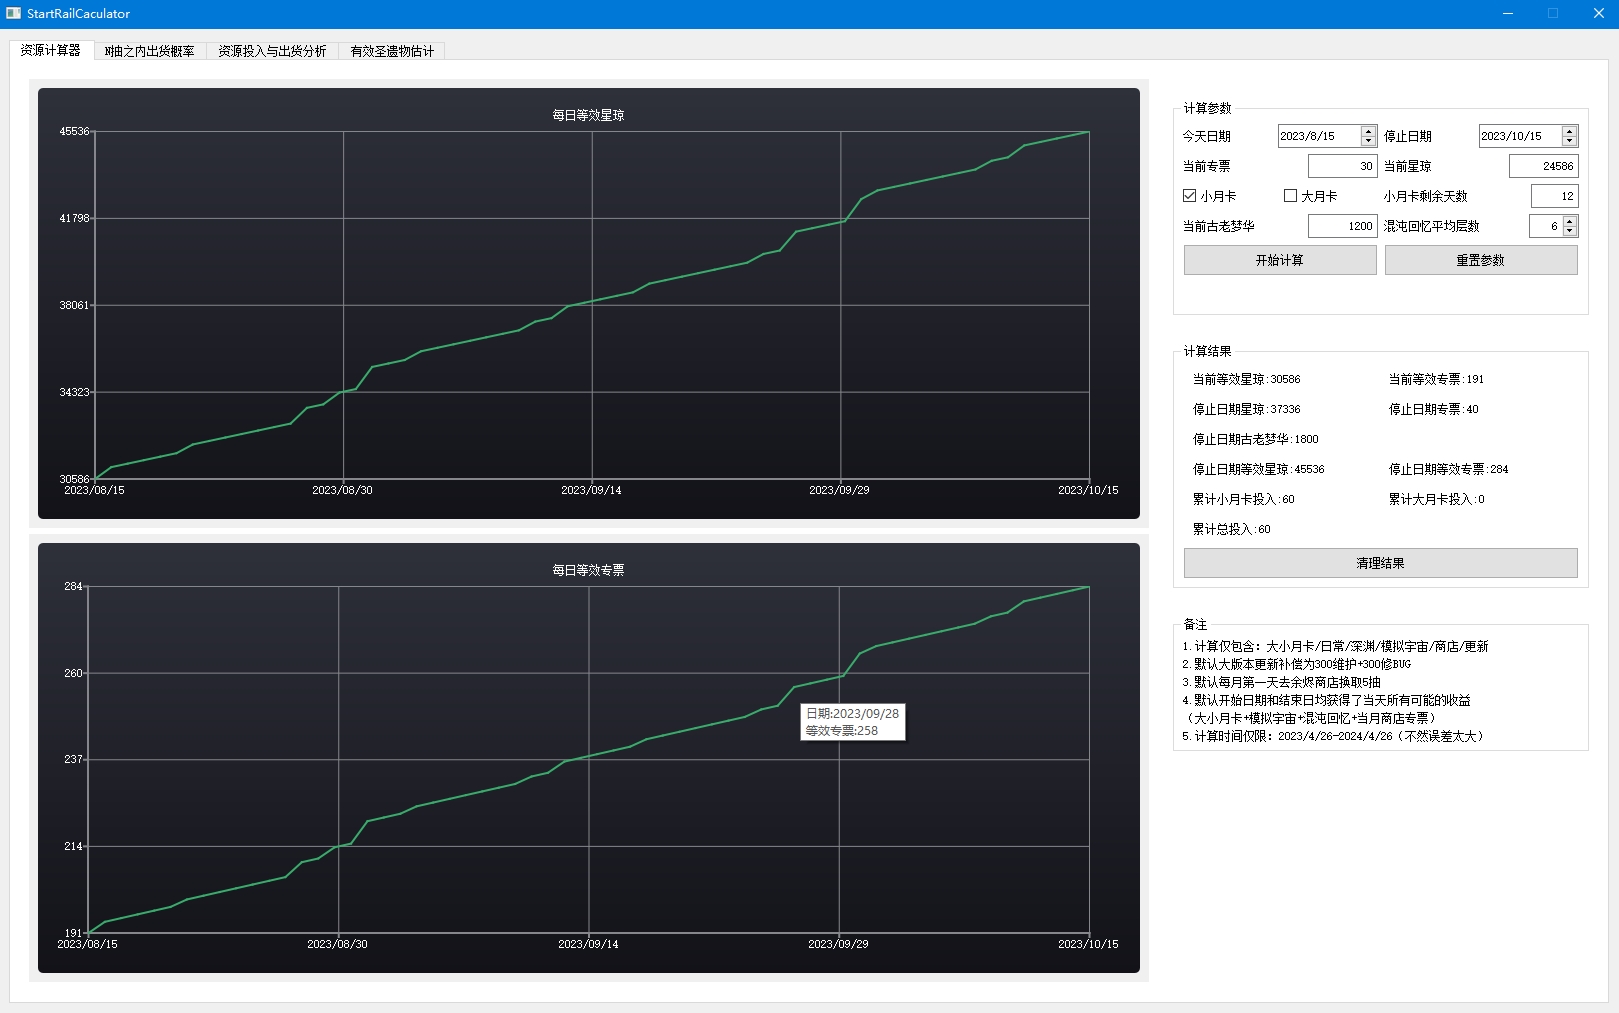 StartRailCaculator
资源计算器 N抽之内出货概率 资源投入与出货分析 有效圣遗物估计
每日等效星琼
45536
41798
38061
34323
30586
2023/08/15 2023/08/30 2023/09/14 2023/09/29 2023/10/15
每日等效专票
284
260
237
214
191
日期:2023/09/28
等效专票:258
2023/08/15 2023/08/30 2023/09/14 2023/09/29 2023/10/15
计算参数
今天日期 2023/8/15 停止日期 2023/10/15
当前专票 30 当前星琼 24586
小月卡 大月卡 小月卡剩余天数 12
当前古老梦华 1200 混沌回忆平均层数 6
开始计算 重置参数
计算结果
当前等效星琼:30586 当前等效专票:191
停止日期星琼:37336 停止日期专票:40
停止日期古老梦华:1800
停止日期等效星琼:45536 停止日期等效专票:284
累计小月卡投入:60 累计大月卡投入:0
累计总投入:60
清理结果
备注
1.计算仅包含：大小月卡/日常/深渊/模拟宇宙/商店/更新
2.默认大版本更新补偿为300维护+300修BUG
3.默认每月第一天去余烬商店换取5抽
4.默认开始日期和结束日均获得了当天所有可能的收益
（大小月卡+模拟宇宙+混沌回忆+当月商店专票）
5.计算时间仅限：2023/4/26-2024/4/26（不然误差太大）